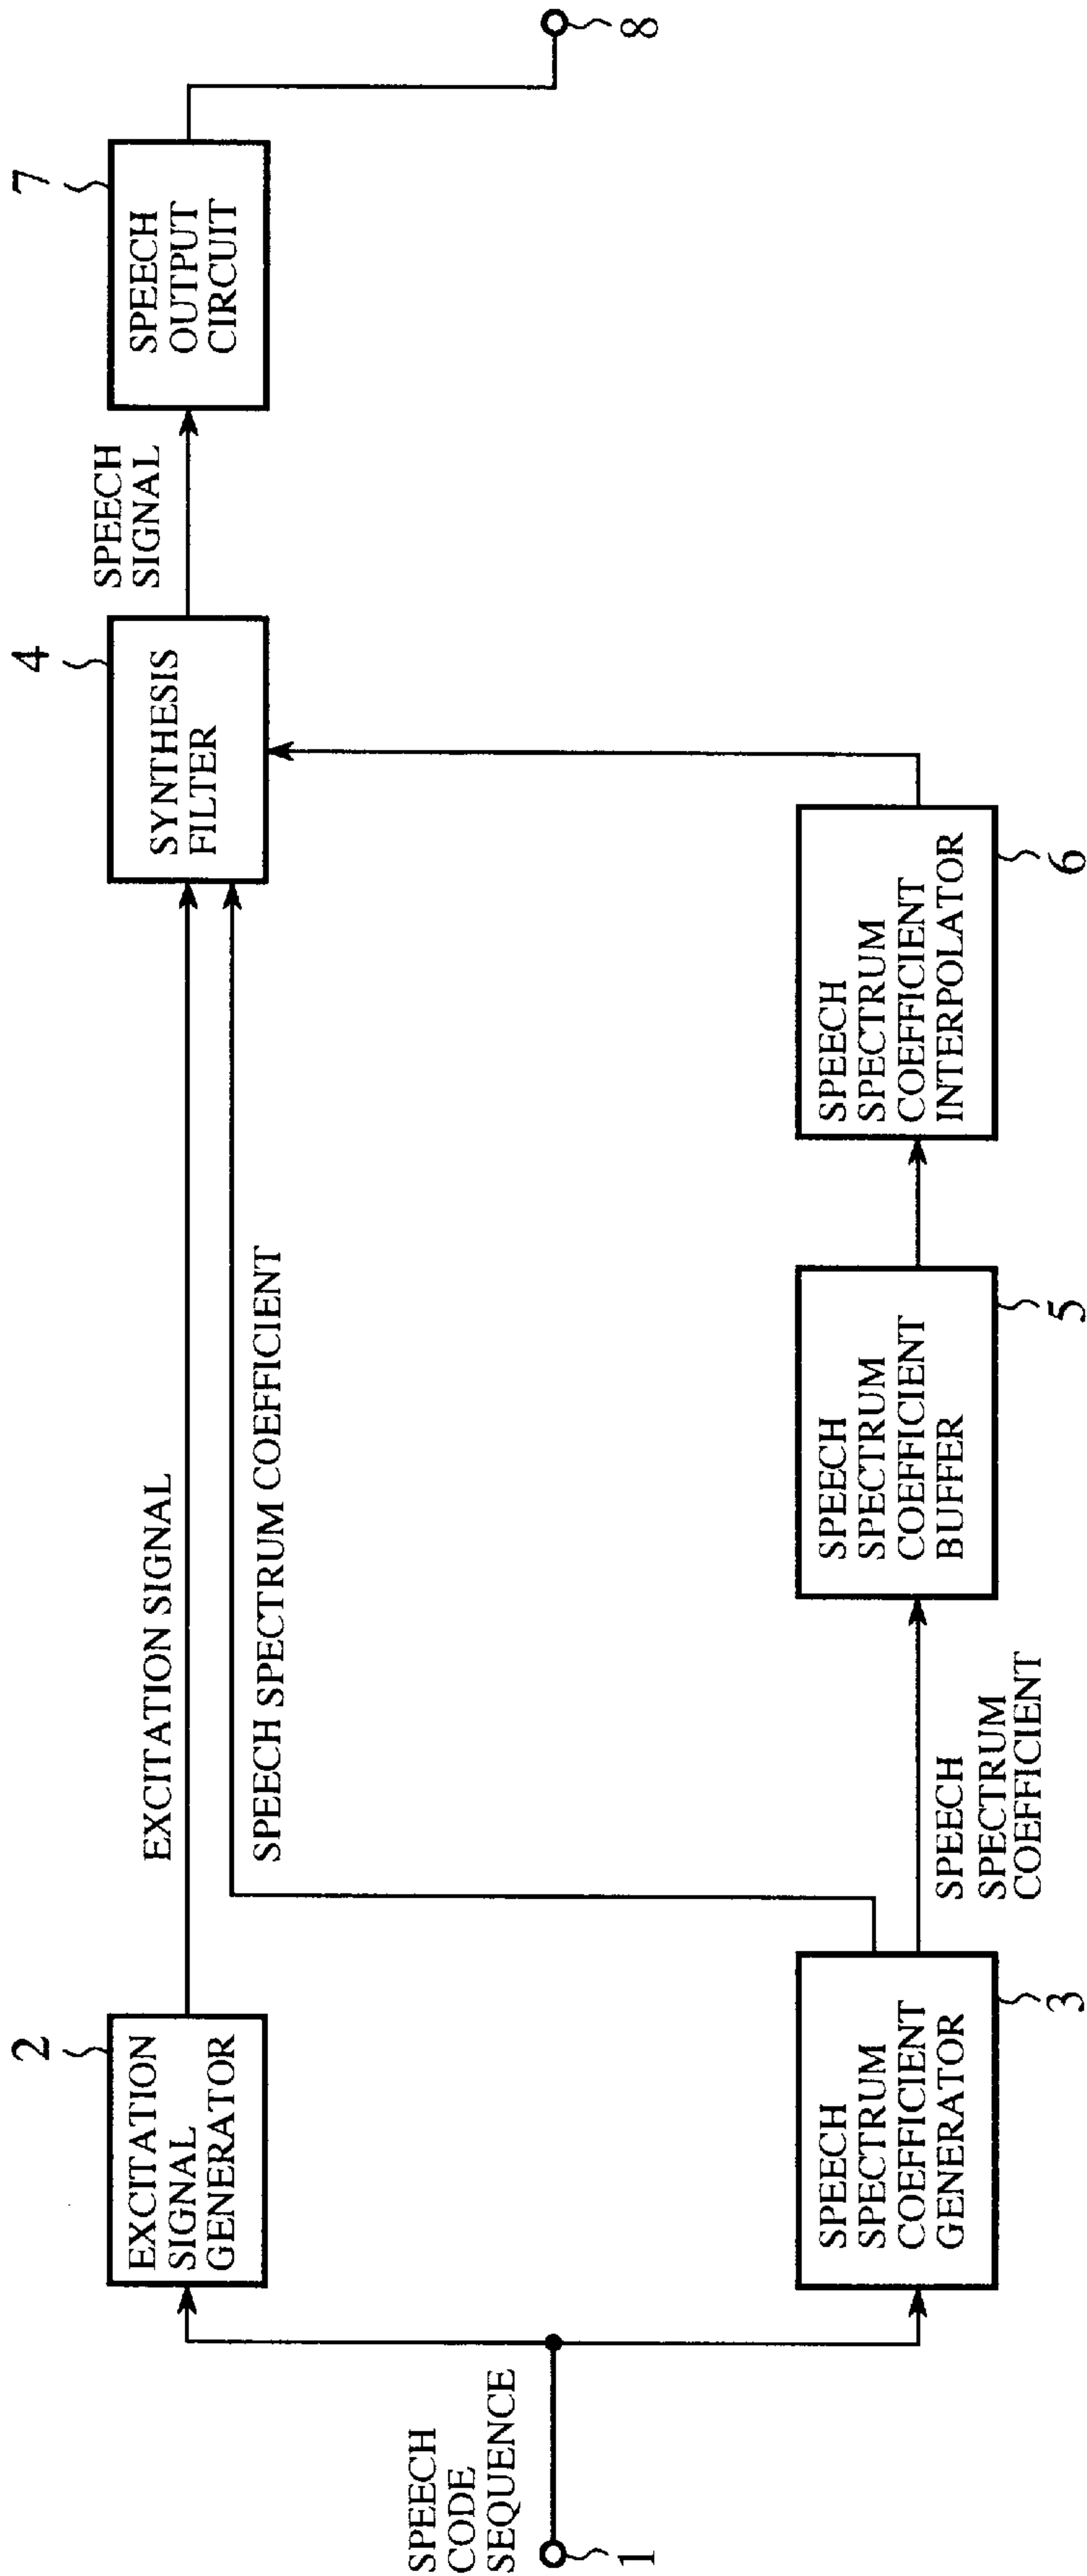 SPEECH
CODE
SEQUENCE
1
2
EXCITATION
SIGNAL
GENERATOR
EXCITATION SIGNAL
SPEECH SPECTRUM COEFFICIENT
SPEECH
SPECTRUM
COEFFICIENT
GENERATOR
3
SPEECH
SPECTRUM
COEFFICIENT
SPEECH
SPECTRUM
COEFFICIENT
BUFFER
5
SPEECH
SPECTRUM
COEFFICIENT
INTERPOLATOR
6
4
SYNTHESIS
FILTER
SPEECH
SIGNAL
7
SPEECH
OUTPUT
CIRCUIT
8